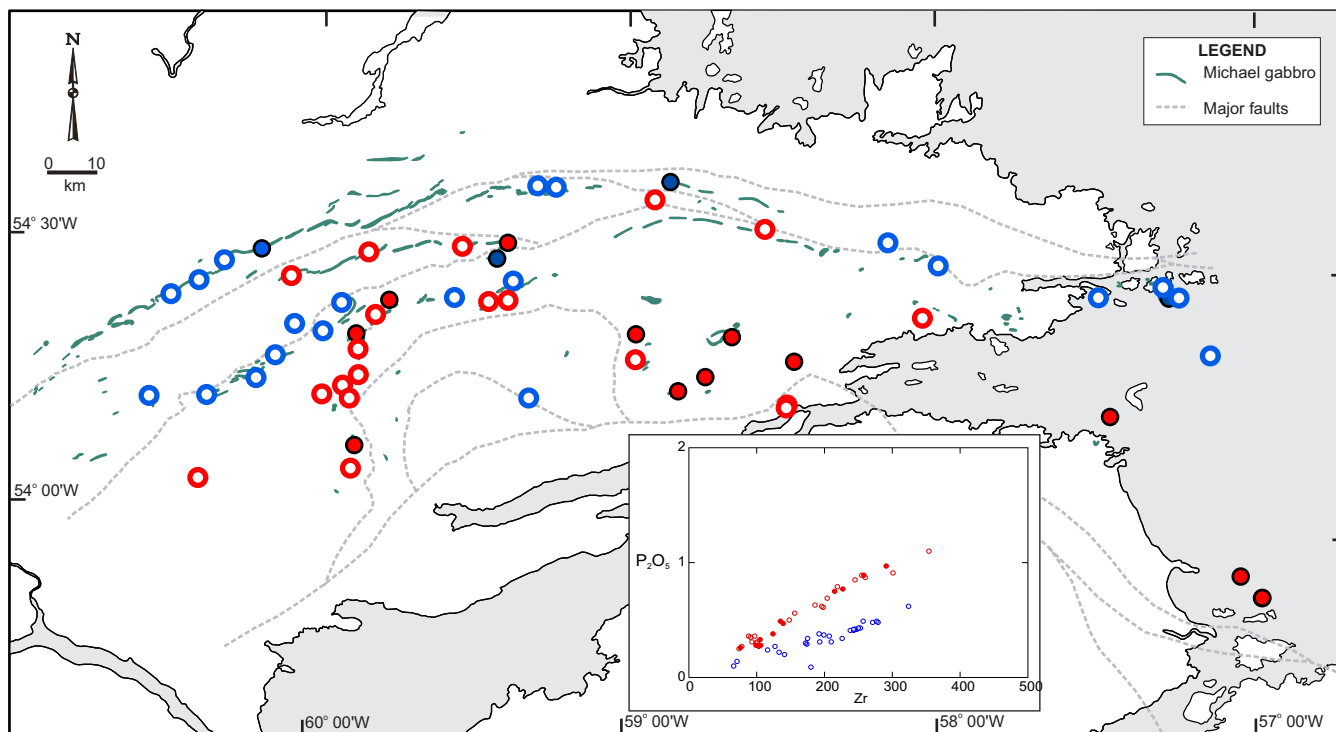 N
0 10
km
LEGEND
Michael gabbro
Major faults
54° 30'W
54° 00'W
2
1
P₂O₅
0
0 100 200 300 400 500
Zr
60° 00'W
59° 00'W
58° 00'W
57° 00'W